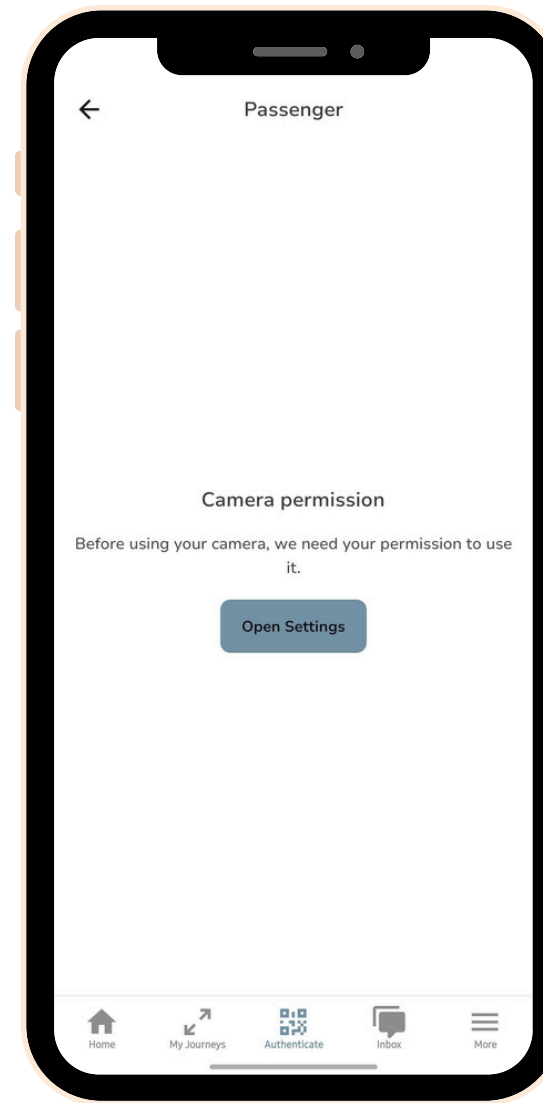 Passenger
Camera permission
Before using your camera, we need your permission to use
it.
Open Settings
Home
My Journeys
Authenticate
Inbox
More